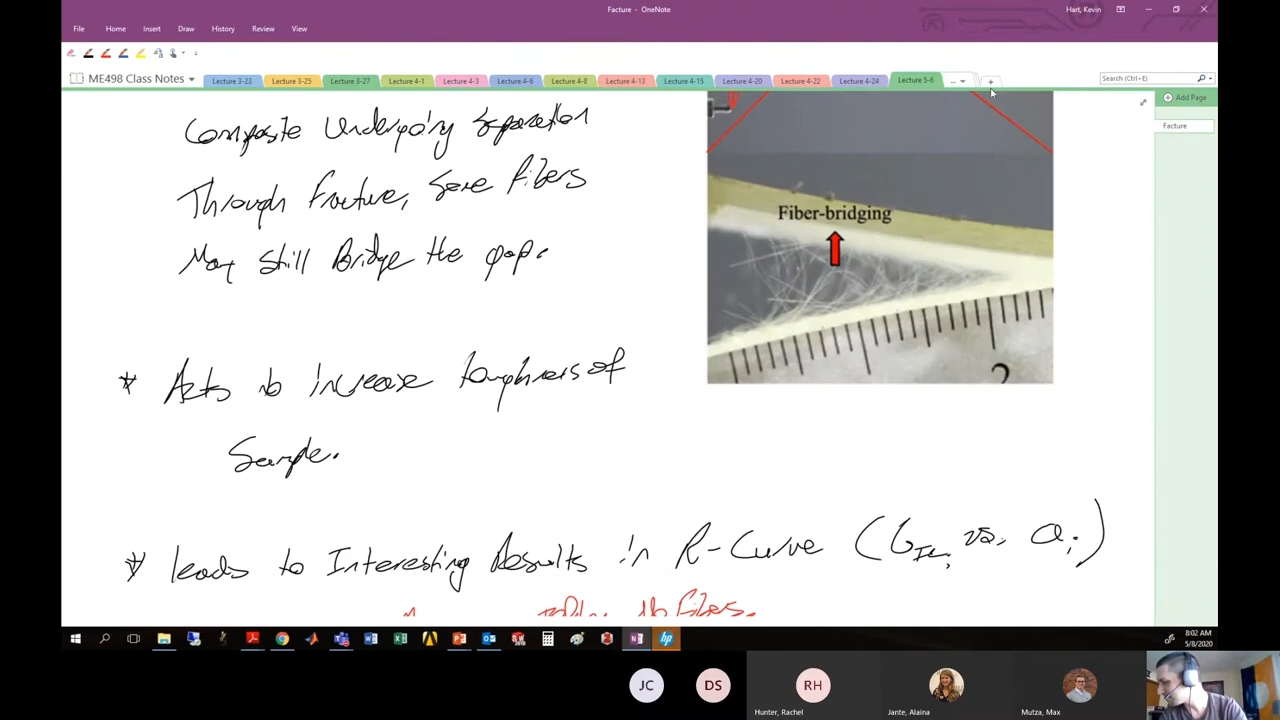 Facture - OneNote
Hart, Kevin
File Home Insert Draw History Review View
ME498 Class Notes
Lecture 3-23 Lecture 3-25 Lecture 3-27 Lecture 4-1 Lecture 4-3 Lecture 4-6 Lecture 4-8 Lecture 4-13 Lecture 4-15 Lecture 4-20 Lecture 4-22 Lecture 4-24 Lecture 5-6
Search (Ctrl+E)
Add Page
Facture
Composite Undergoing Separation
Through Fracture, Some Fibers
May Still Bridge the gap.
Fiber-bridging
2
* Acts to increase toughness of
Sample.
* Leads to Interesting Results in R-Curve (GIc, vs. ai)
fibers.
8:02 AM
5/8/2020
JC
DS
RH
Hunter, Rachel
Jante, Alaina
Mutza, Max